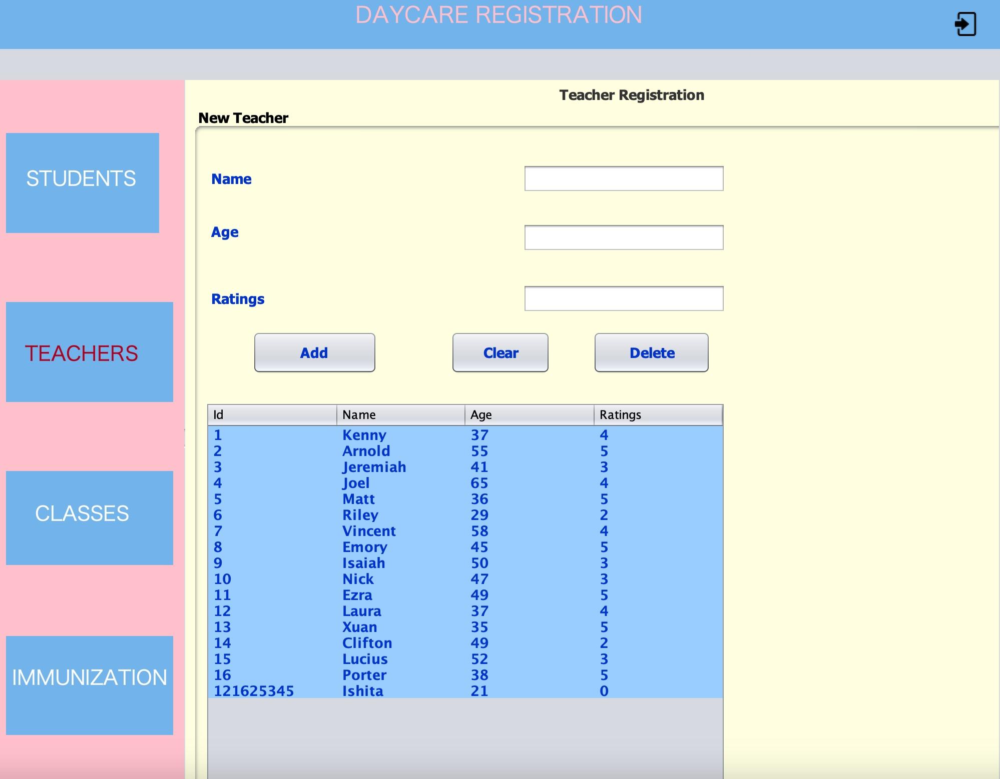 DAYCARE REGISTRATION
Teacher Registration
New Teacher
STUDENTS
TEACHERS
CLASSES
IMMUNIZATION
Name
Age
Ratings
Add Clear Delete
Id Name Age Ratings
1 Kenny 37 4
2 Arnold 55 5
3 Jeremiah 41 3
4 Joel 65 4
5 Matt 36 5
6 Riley 29 2
7 Vincent 58 4
8 Emory 45 5
9 Isaiah 50 3
10 Nick 47 3
11 Ezra 49 5
12 Laura 37 4
13 Xuan 35 5
14 Clifton 49 2
15 Lucius 52 3
16 Porter 38 5
121625345 Ishita 21 0